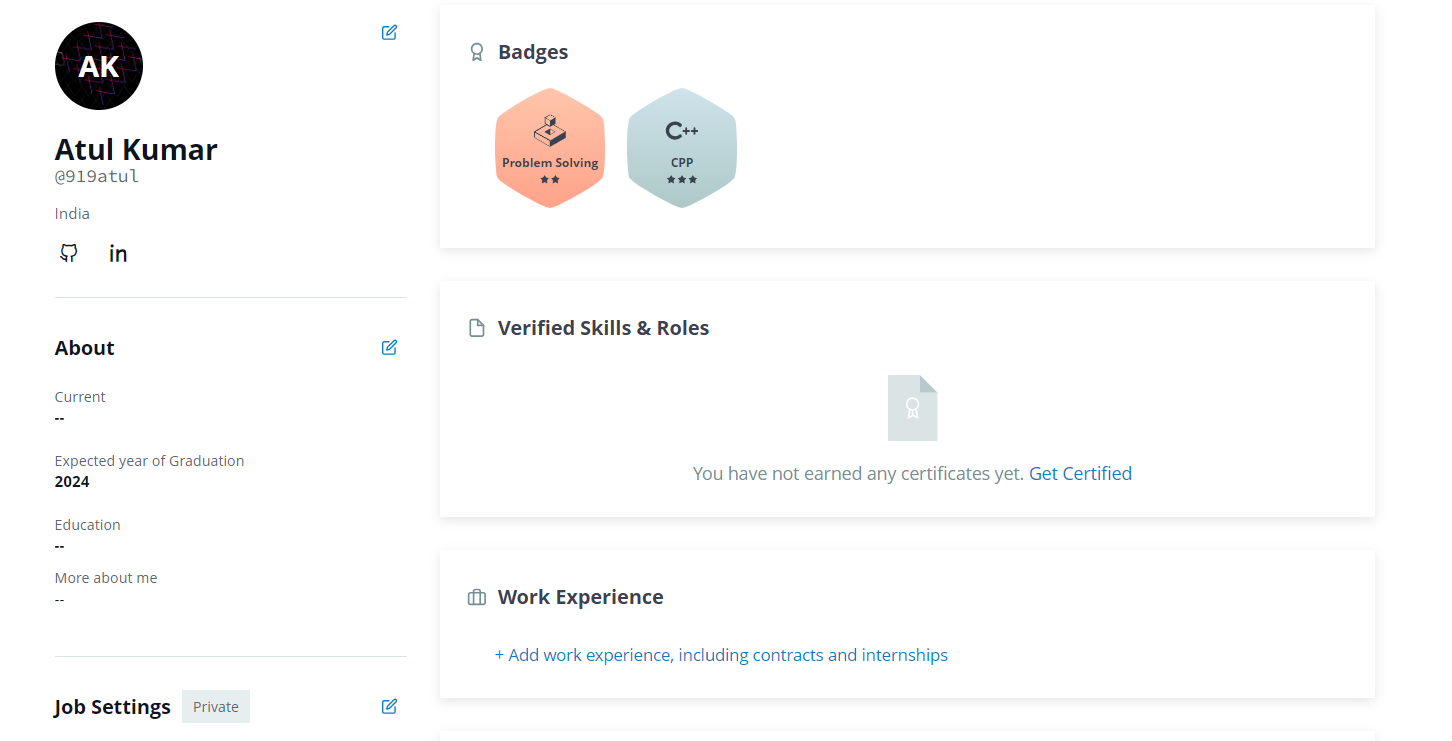 AK
Atul Kumar
@919atul
India
in
About
Current
--
Expected year of Graduation
2024
Education
--
More about me
--
Job Settings Private
Badges
Problem Solving
C++
CPP
Verified Skills & Roles
You have not earned any certificates yet. Get Certified
Work Experience
+ Add work experience, including contracts and internships